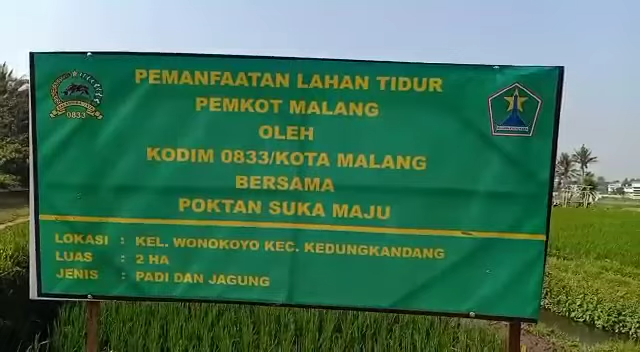 PEMANFAATAN LAHAN TIDUR
PEMKOT MALANG
OLEH
KODIM 0833/KOTA MALANG
BERSAMA
POKTAN SUKA MAJU
LOKASI : KEL. WONOKOYO KEC. KEDUNGKANDANG
LUAS : 2 HA
JENIS : PADI DAN JAGUNG
0833